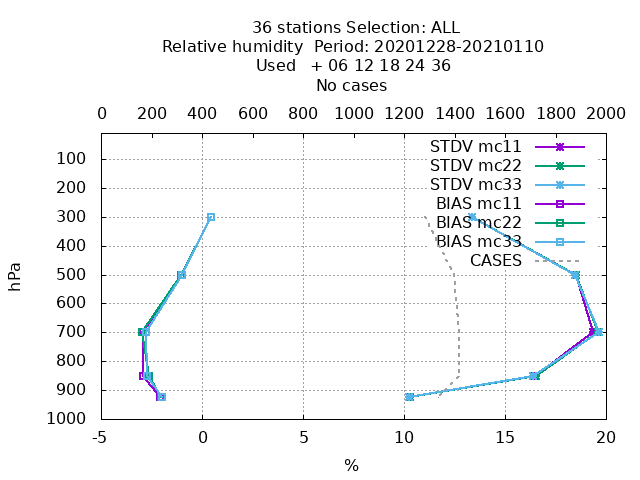 36 stations Selection: ALL
Relative humidity  Period: 20201228-20210110
Used   + 06 12 18 24 36
No cases
0 200 400 600 800 1000 1200 1400 1600 1800 2000
STDV mc11
STDV mc22
STDV mc33
BIAS mc11
BIAS mc22
BIAS mc33
CASES
100
200
300
400
500
600
700
800
900
1000
hPa
-5 0 5 10 15 20
%